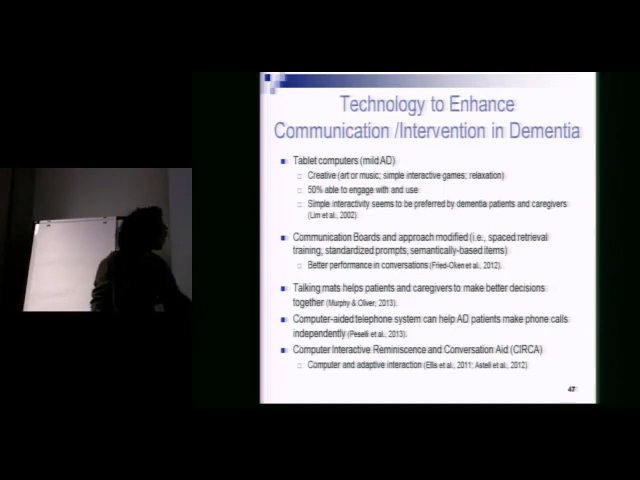 Technology to Enhance
Communication /Intervention in Dementia
Tablet computers (mild AD)
Creative (art or music; simple interactive games; relaxation)
50% able to engage with and use
Simple interactivity seems to be preferred by dementia patients and caregivers
(Lim et al., 2002)
Communication Boards and approach modified (i.e., spaced retrieval
training, standardized prompts, semantically-based items)
Better performance in conversations (Fried-Oken et al., 2012).
Talking mats helps patients and caregivers to make better decisions
together (Murphy & Oliver, 2013).
Computer-aided telephone system can help AD patients make phone calls
independently (Peselli et al., 2013).
Computer Interactive Reminiscence and Conversation Aid (CIRCA)
Computer and adaptive interaction (Ellis et al., 2011; Astell et al., 2012)
47